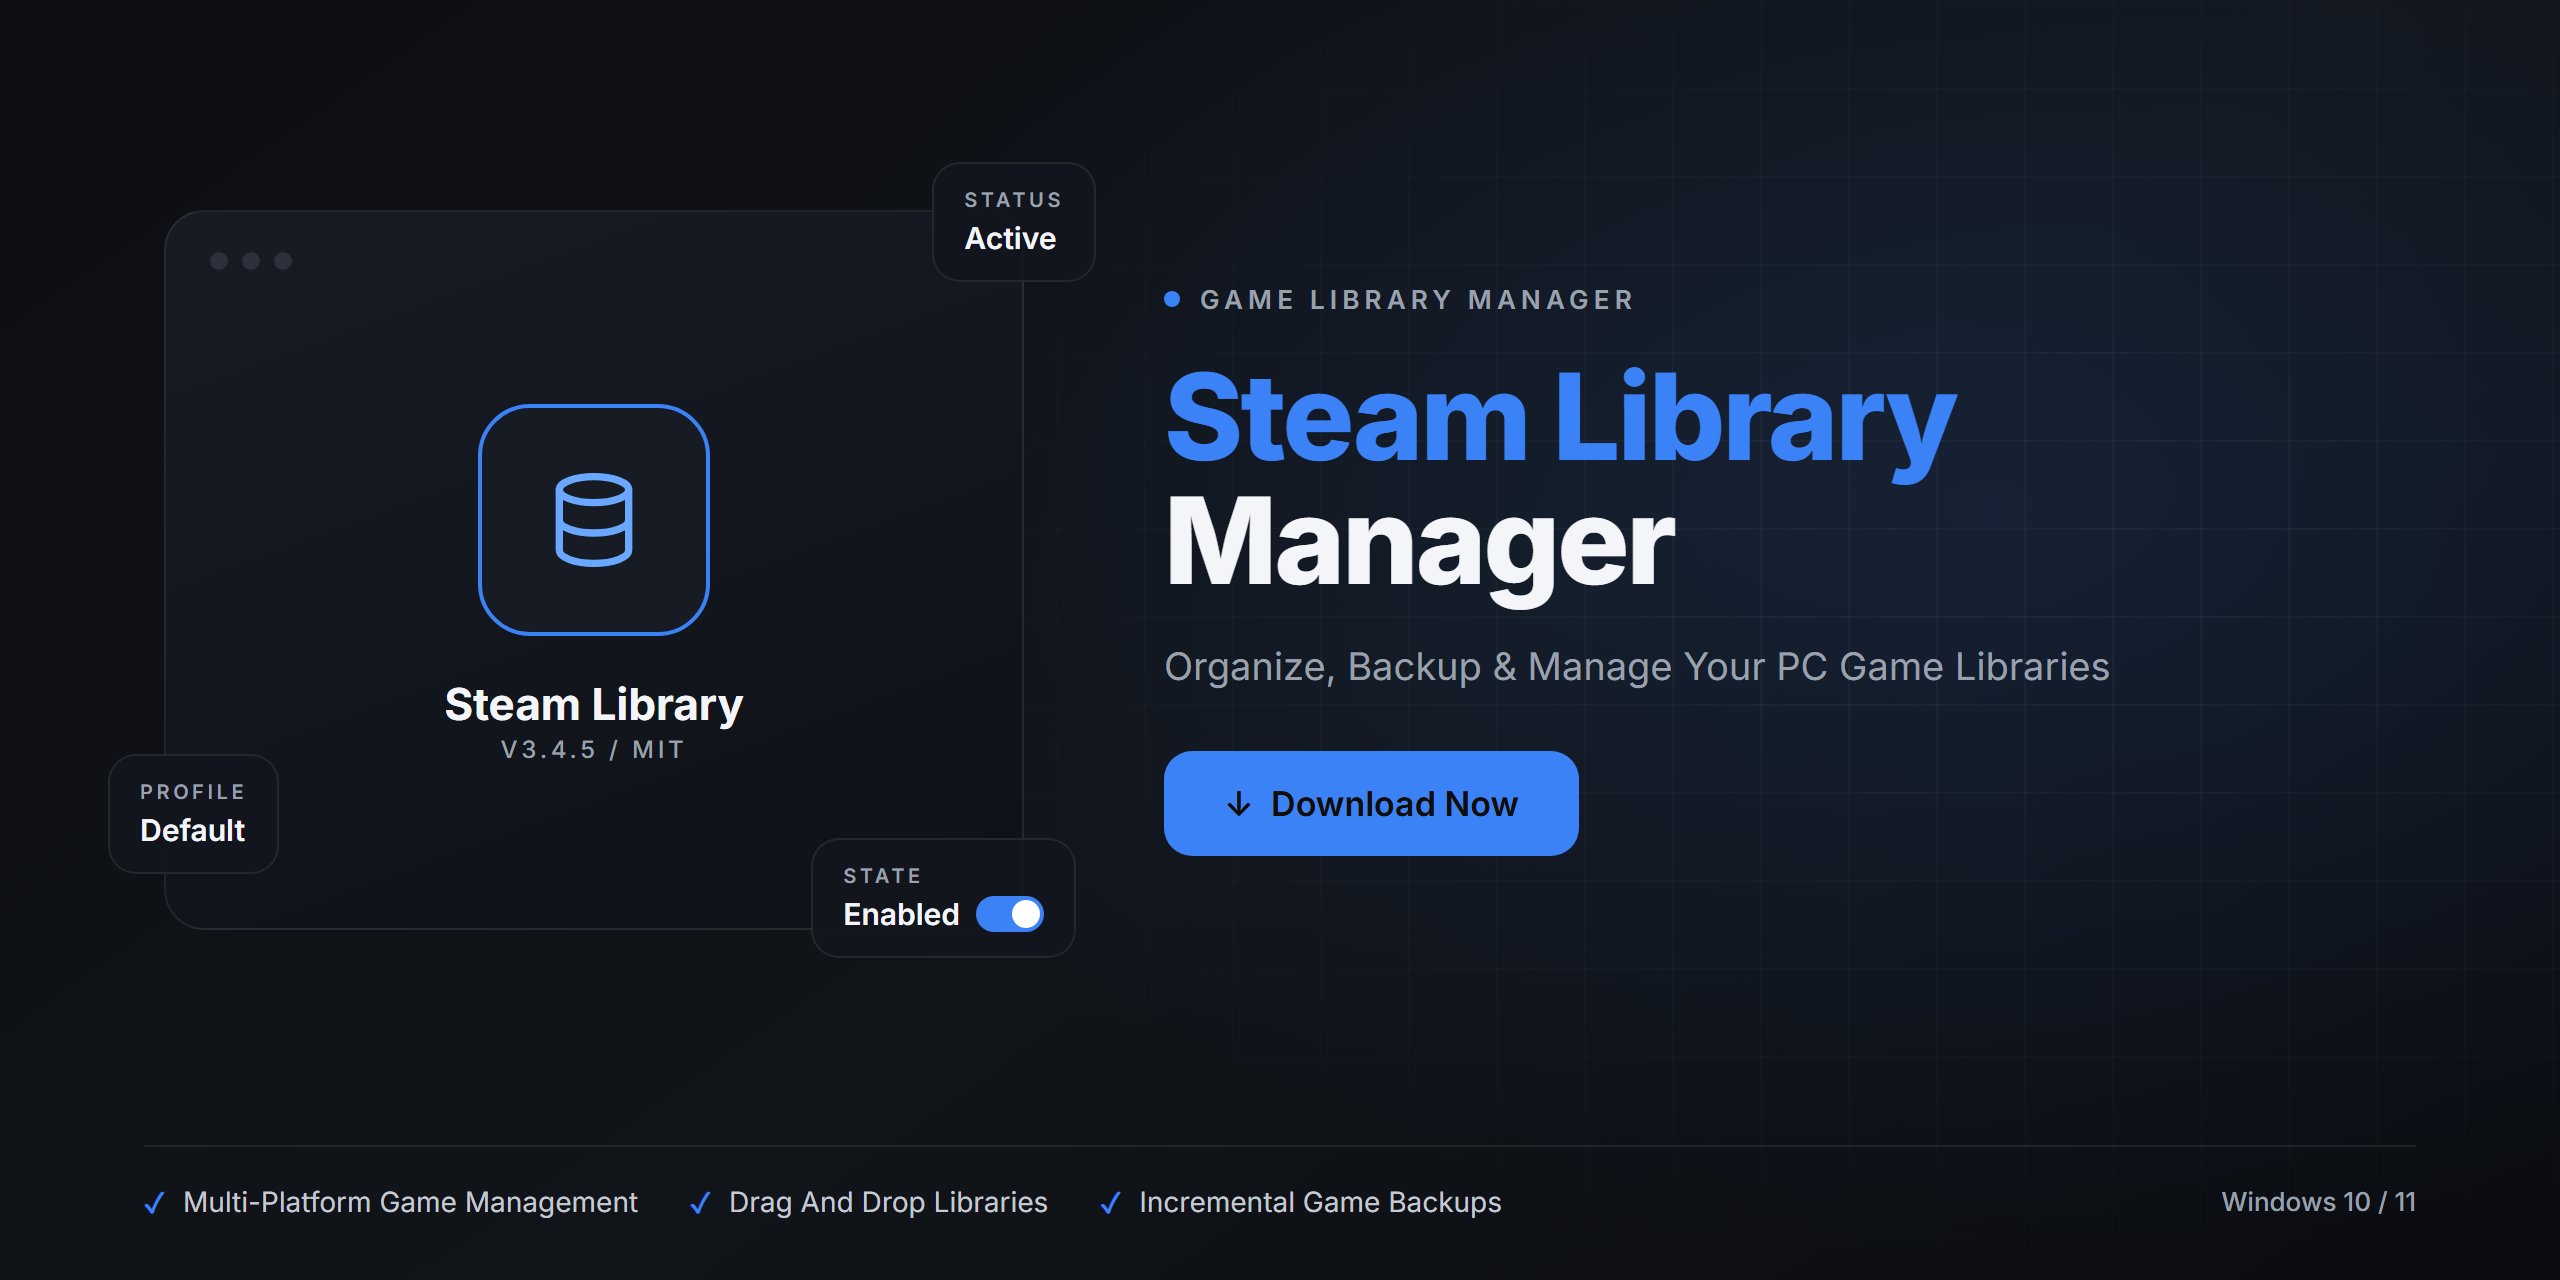 STATUS
Active
Steam Library
V3.4.5 / MIT
PROFILE
Default
STATE
Enabled
GAME LIBRARY MANAGER
Steam Library
Manager
Organize, Backup & Manage Your PC Game Libraries
↓ Download Now
✓ Multi-Platform Game Management
✓ Drag And Drop Libraries
✓ Incremental Game Backups
Windows 10 / 11